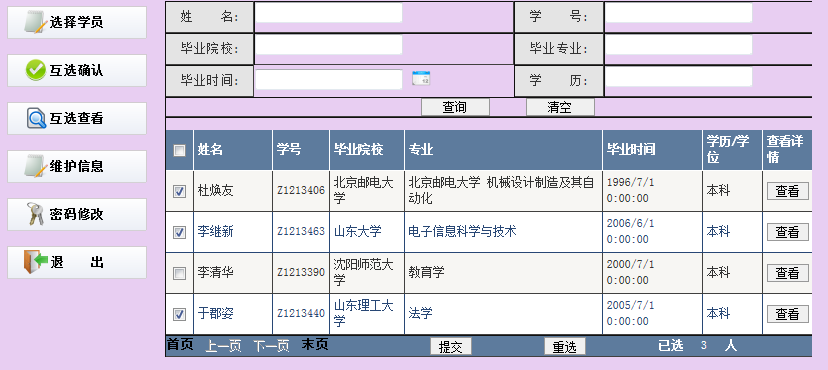 选择学员
互选确认
互选查看
维护信息
密码修改
退 出
姓 名: 学 号:
毕业院校: 毕业专业:
毕业时间: 学 历:
查询 清空
姓名 学号 毕业院校 专业 毕业时间 学历/学 查看详
位 情
杜焕友 Z1213406 北京邮电大 北京邮电大学 机械设计制造及其自 1996/7/1 本科 查看
学 动化 0:00:00
李继新 Z1213463 山东大学 电子信息科学与技术 2006/6/1 本科 查看
0:00:00
李清华 Z1213390 沈阳师范大 教育学 2000/7/1 本科 查看
学 0:00:00
于郡姿 Z1213440 山东理工大 法学 2005/7/1 本科 查看
学 0:00:00
首页 上一页 下一页 末页 提交 重选 已选 3 人